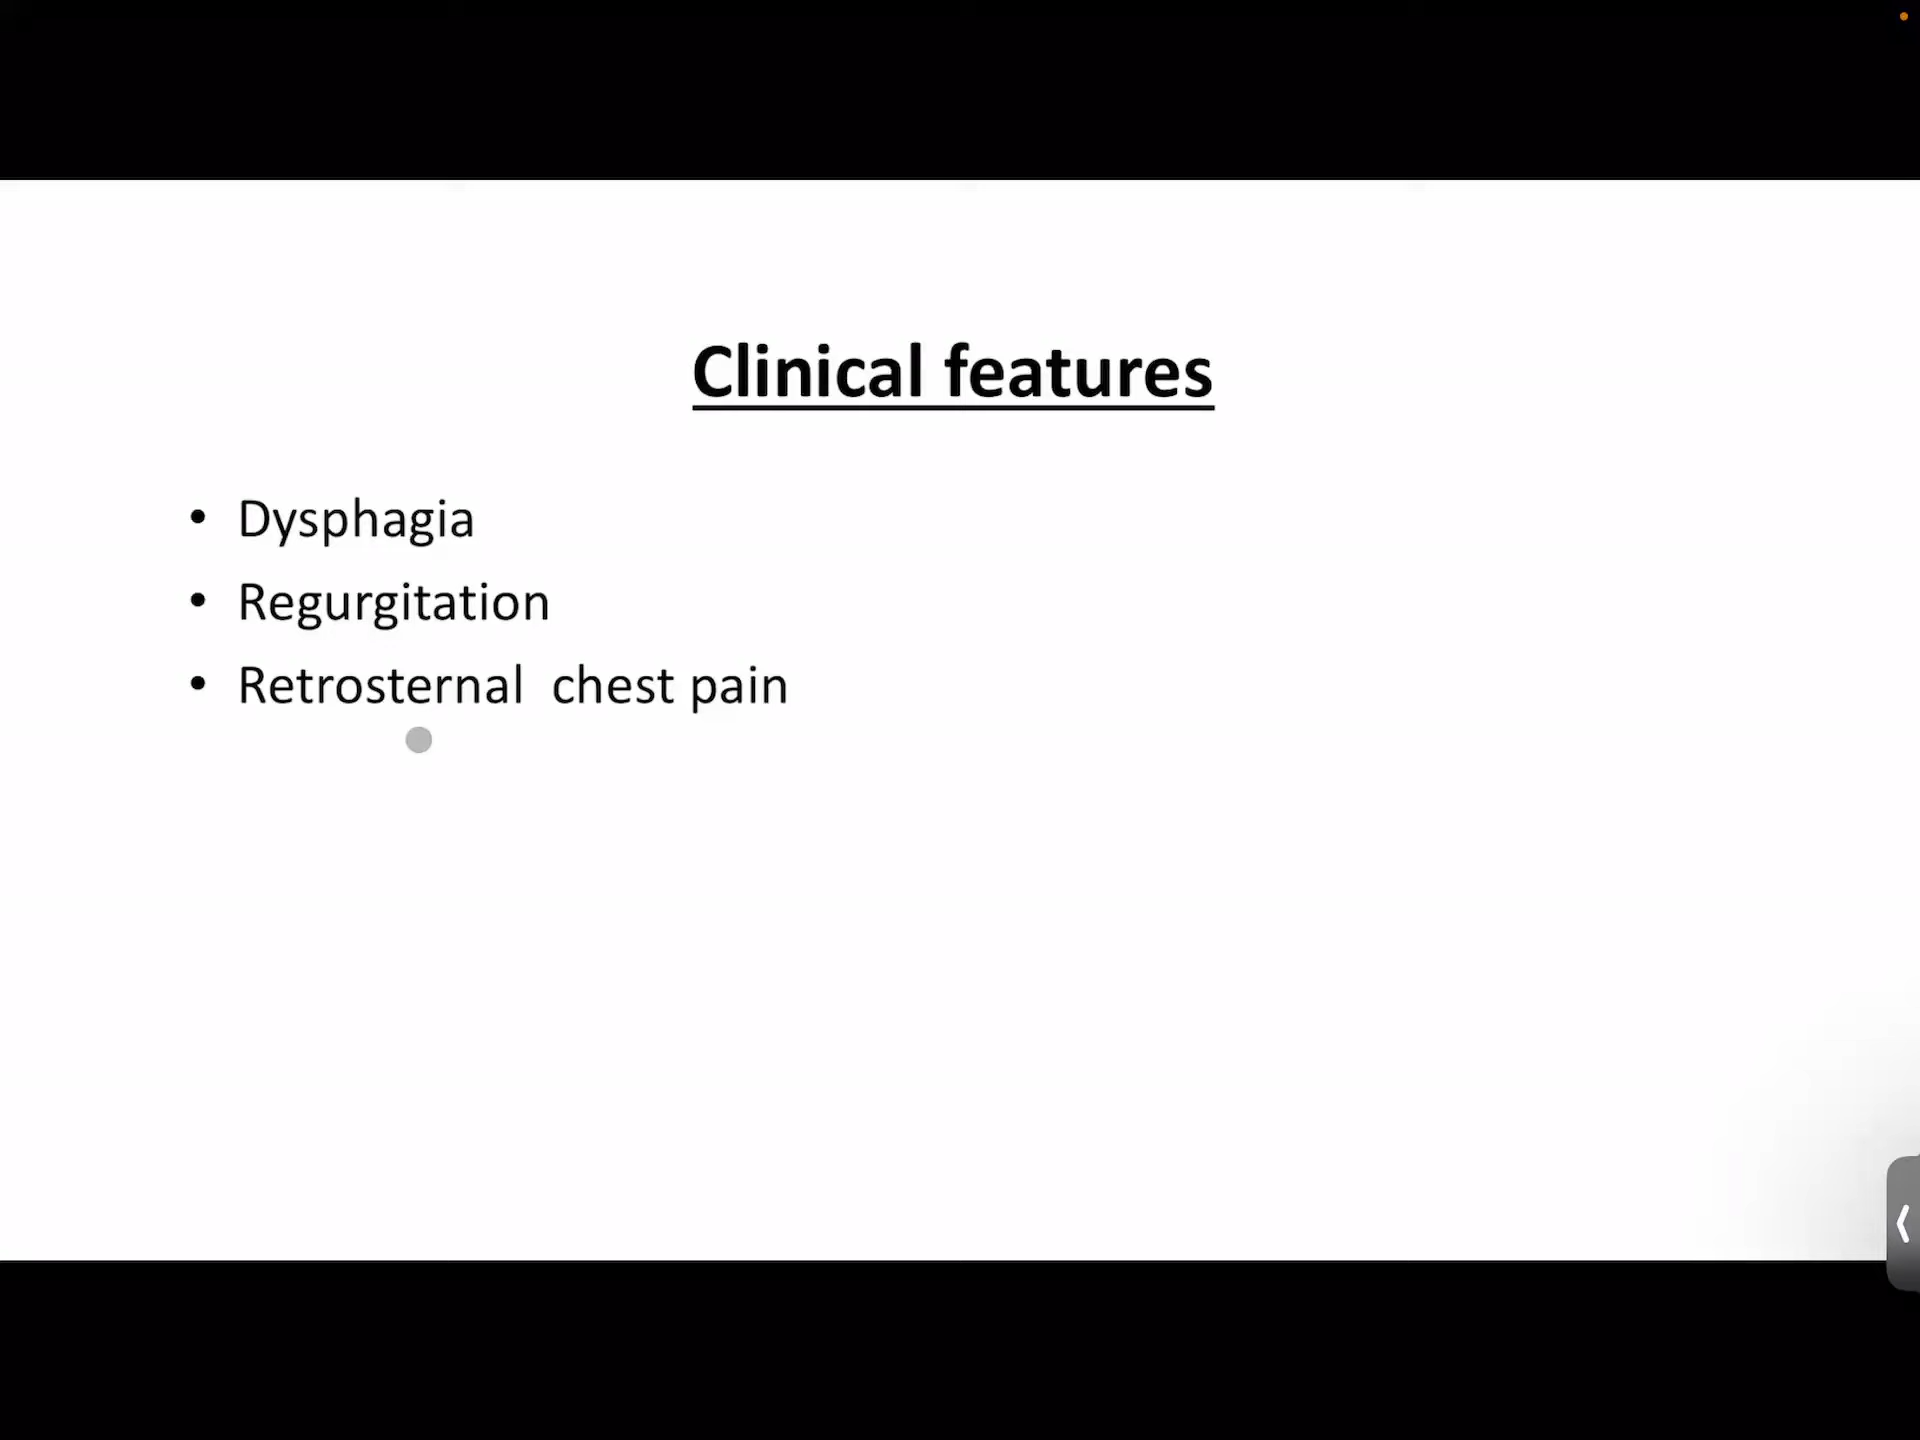 Clinical features
• Dysphagia
• Regurgitation
• Retrosternal  chest pain